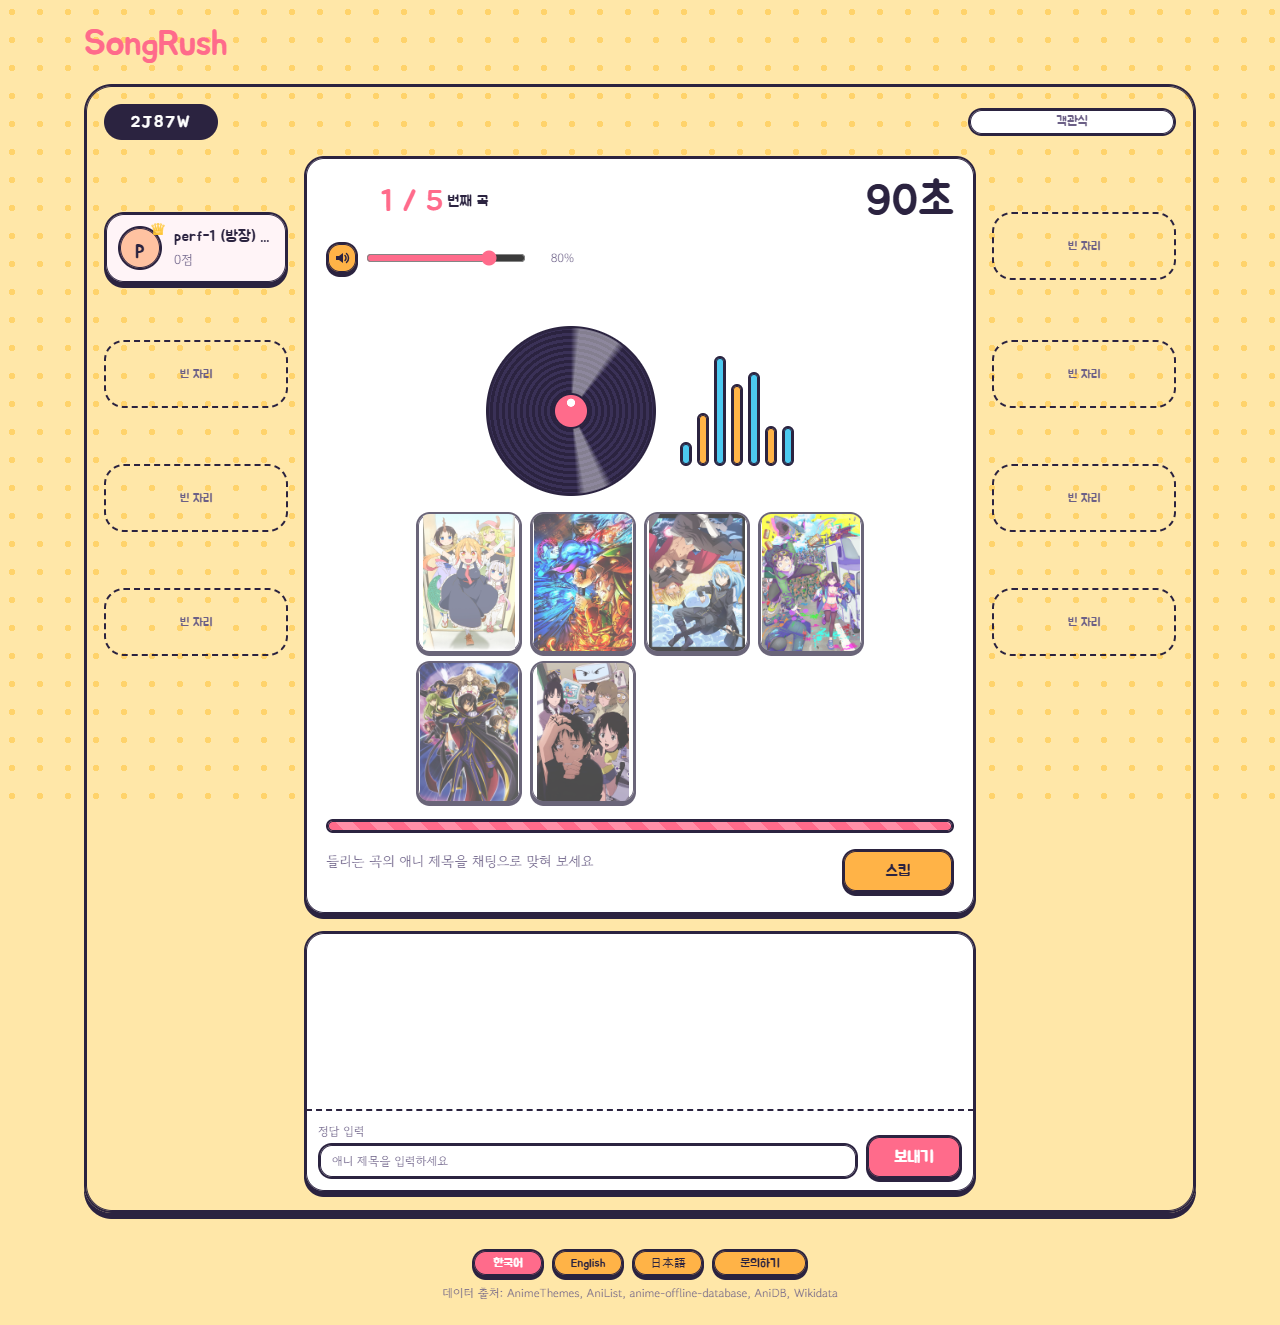 SongRush
2J87W
객관식
1 / 5 번째 곡
90초
P
perf-1 (방장) ...
0점
80%
빈 자리
빈 자리
빈 자리
빈 자리
빈 자리
빈 자리
빈 자리
들리는 곡의 애니 제목을 채팅으로 맞혀 보세요
스킵
정답 입력
애니 제목을 입력하세요
보내기
한국어
English
日本語
문의하기
데이터 출처: AnimeThemes, AniList, anime-offline-database, AniDB, Wikidata